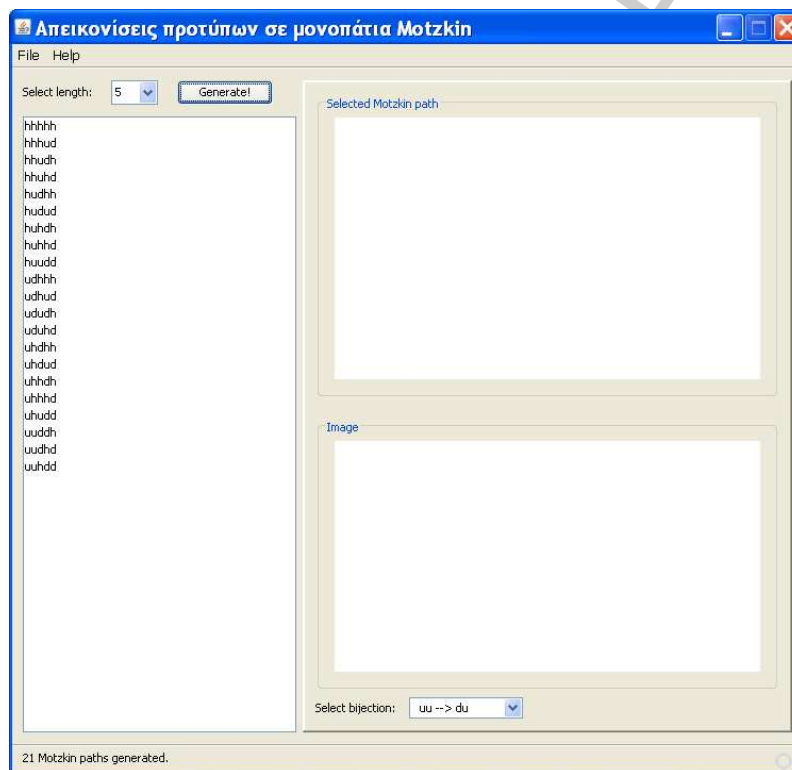 Απεικονίσεις προτύπων σε μονοπάτια Motzkin
File Help
Select length: 5 Generate!
hhhhh
hhhud
hhudh
hhuhd
hudhh
hudud
huhdh
huhhd
huudd
udhhh
udhud
ududh
uduhd
uhdhh
uhdud
uhhdh
uhhhd
uhudd
uuddh
uudhd
uuhdd
Selected Motzkin path
Image
Select bijection: uu --> du
21 Motzkin paths generated.